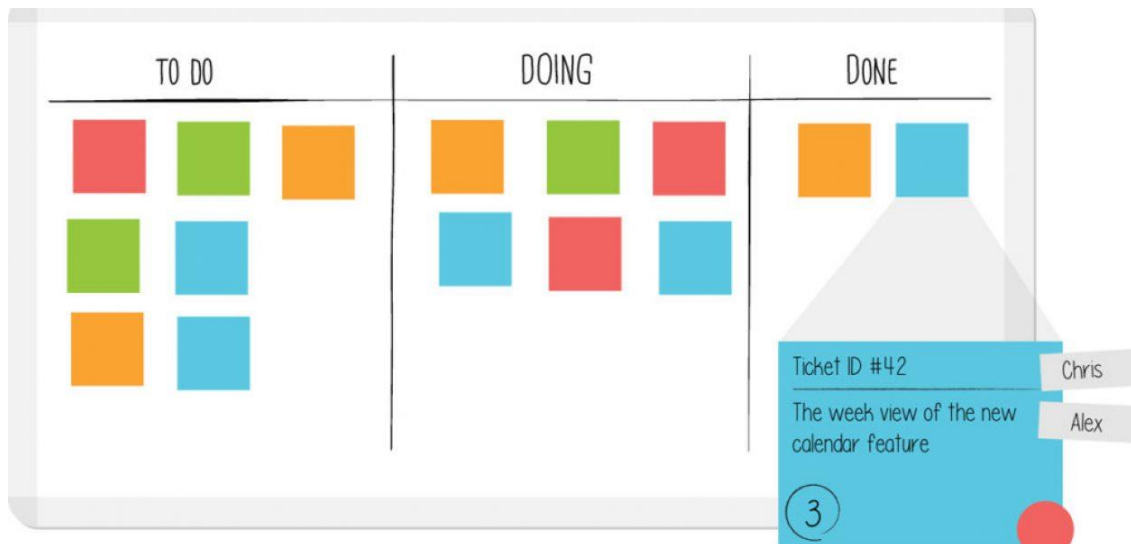 TO DO
DOING
DONE
Ticket ID #42
Chris
The week view of the new
calendar feature
Alex
3